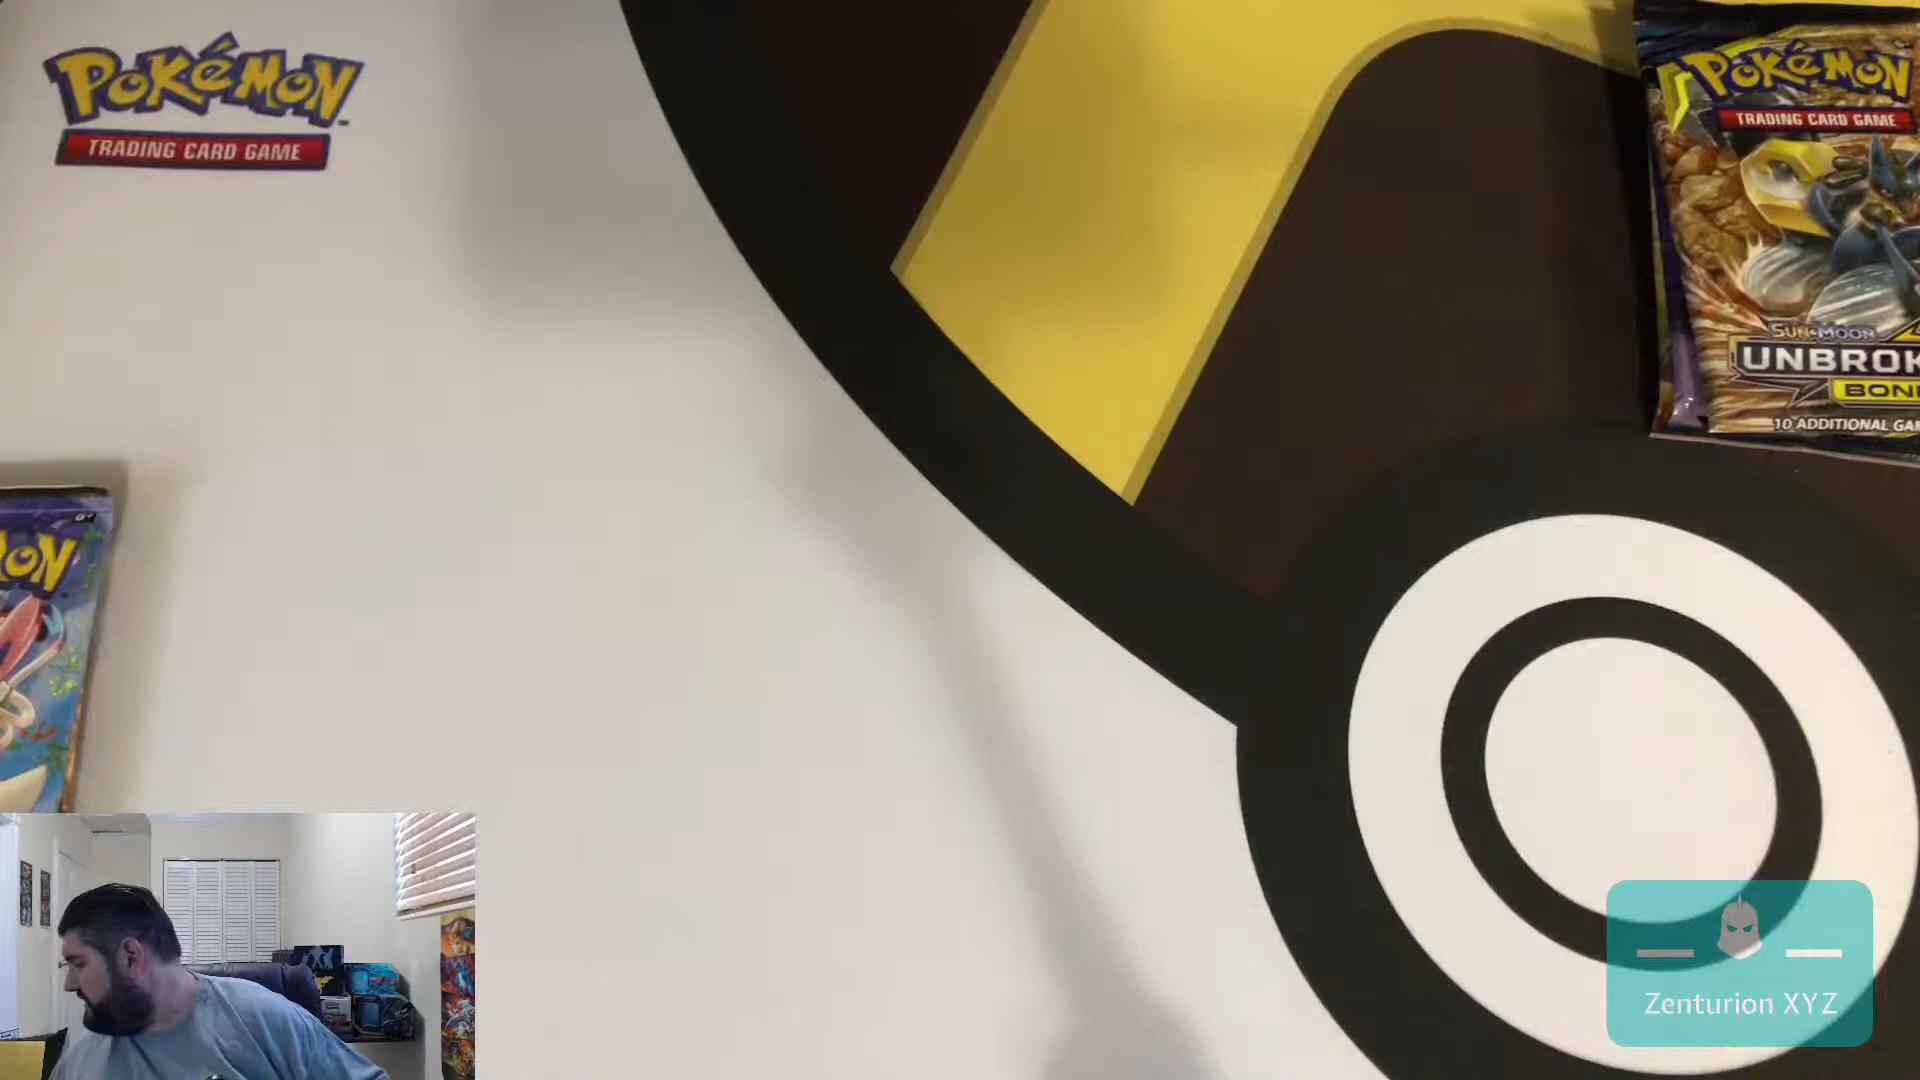 POKéMON
TRADING CARD GAME
POKéMON
TRADING CARD GAME
SUN & MOON
UNBROK
BON
10 ADDITIONAL GA
MON
Zenturion XYZ